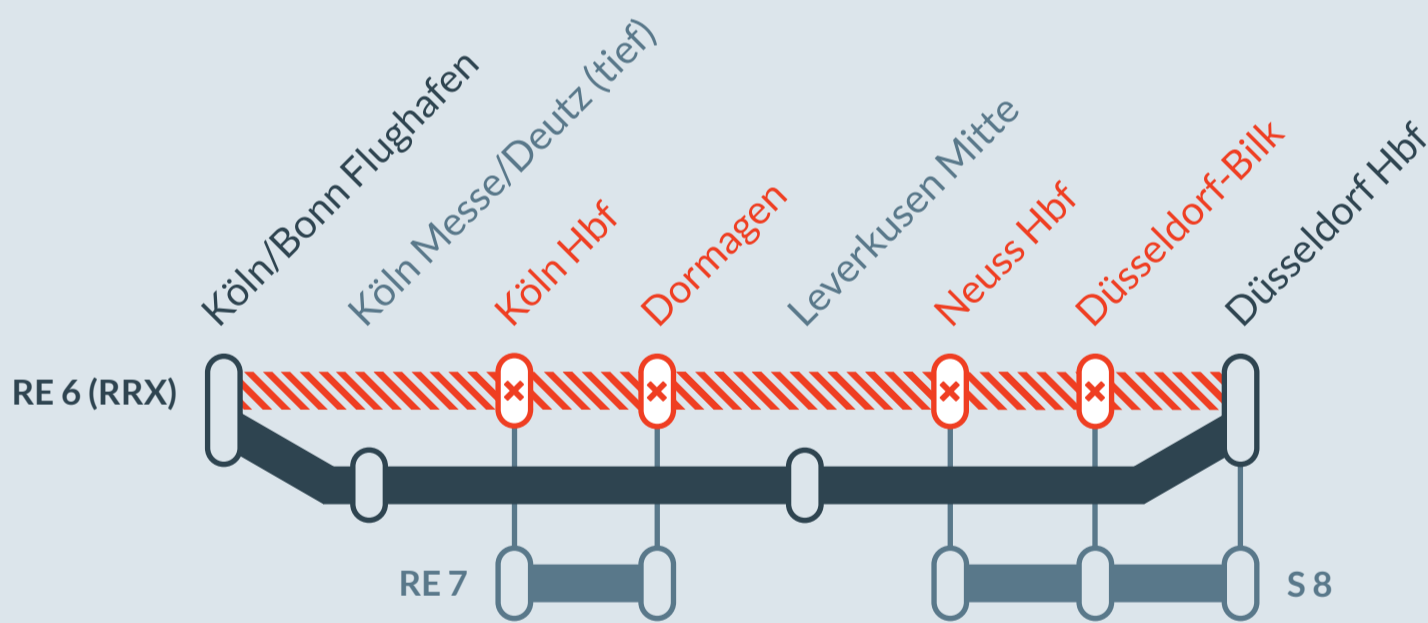 Köln/Bonn Flughafen
Köln Messe/Deutz (tief)
Köln Hbf
Dormagen
Leverkusen Mitte
Neuss Hbf
Düsseldorf-Bilk
Düsseldorf Hbf
RE 6 (RRX)
RE 7
S 8